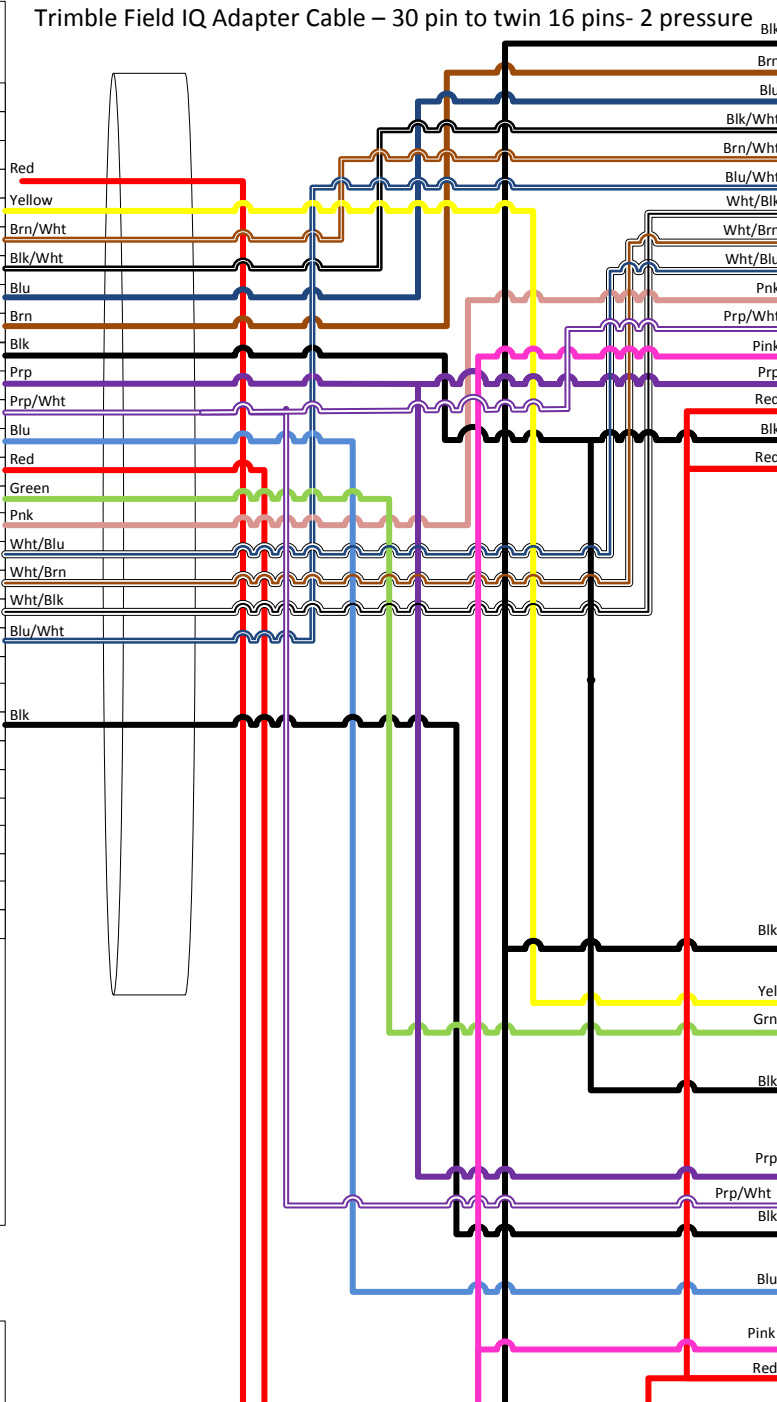 Trimble Field IQ Adapter Cable – 30 pin to twin 16 pins- 2 pressure
Blk
Brn
Blu
Blk/Wht
Brn/Wht
Blu/Wht
Wht/Blk
Wht/Brn
Wht/Blu
Pnk
Prp/Wht
Pink
Prp
Red
Blk
Red
Red
Yellow
Brn/Wht
Blk/Wht
Blu
Brn
Blk
Prp
Prp/Wht
Blu
Red
Green
Pnk
Wht/Blu
Wht/Brn
Wht/Blk
Blu/Wht
Blk
Blk
Yel
Grn
Blk
Prp
Prp/Wht
Blk
Blu
Pink
Red